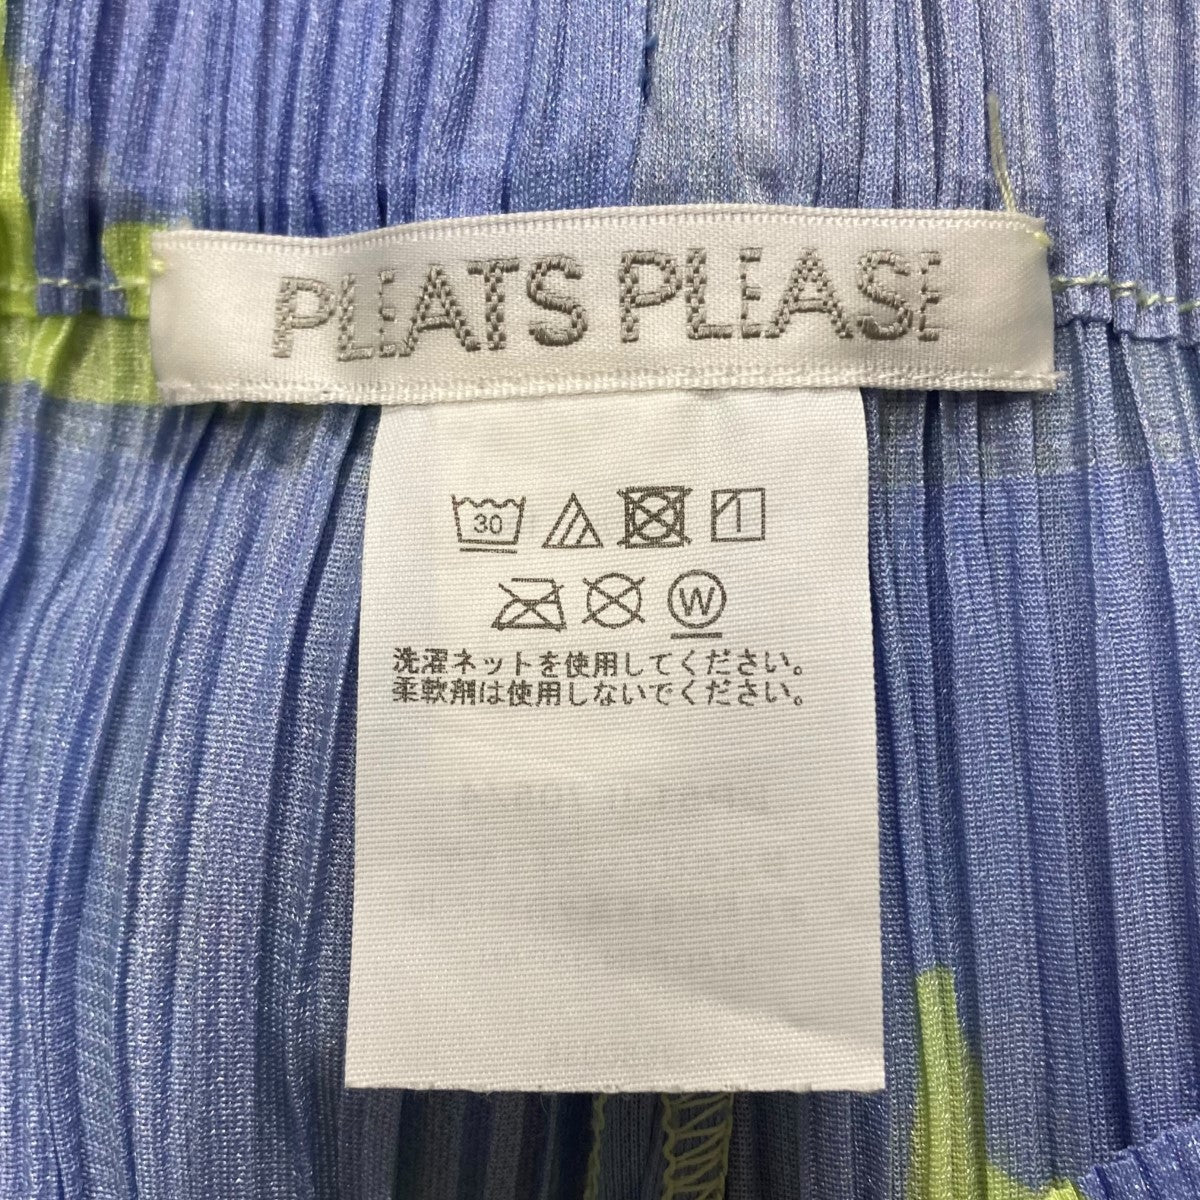 PLEATS PLEASE
30
W
洗濯ネットを使用してください。
柔軟剤は使用しないでください。